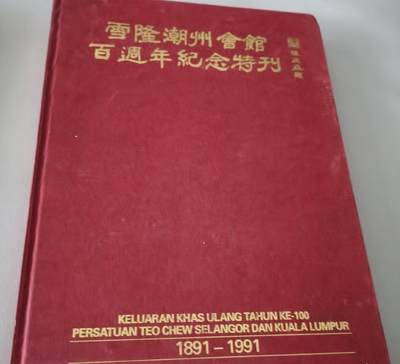 雪隆潮州會館
百週年紀念特刊
KELUARAN KHAS ULANG TAHUN KE-100
PERSATUAN TEO CHEW SELANGOR DAN KUALA LUMPUR
1891 – 1991